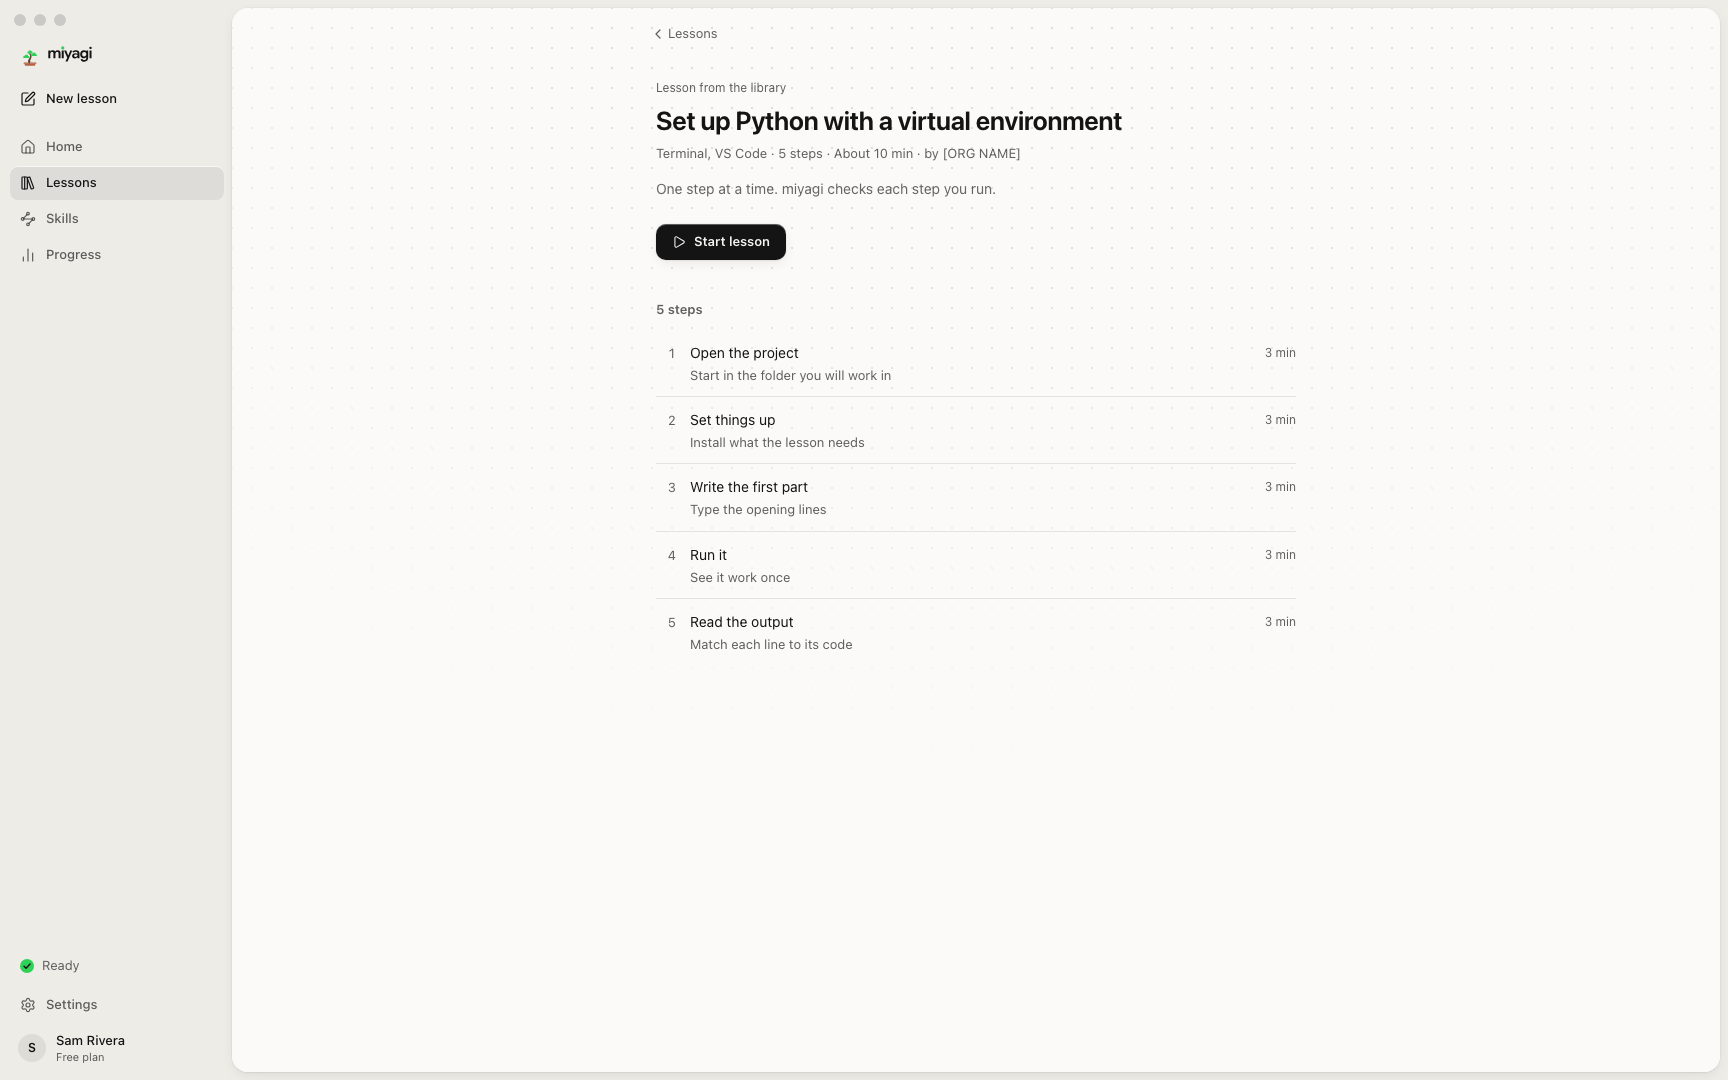 miyagi
New lesson
Home
Lessons
Skills
Progress
Ready
Settings
S
Sam Rivera
Free plan
Lessons
Lesson from the library
Set up Python with a virtual environment
Terminal, VS Code · 5 steps · About 10 min · by [ORG NAME]
One step at a time. miyagi checks each step you run.
Start lesson
5 steps
1 Open the project 3 min
Start in the folder you will work in
2 Set things up 3 min
Install what the lesson needs
3 Write the first part 3 min
Type the opening lines
4 Run it 3 min
See it work once
5 Read the output 3 min
Match each line to its code